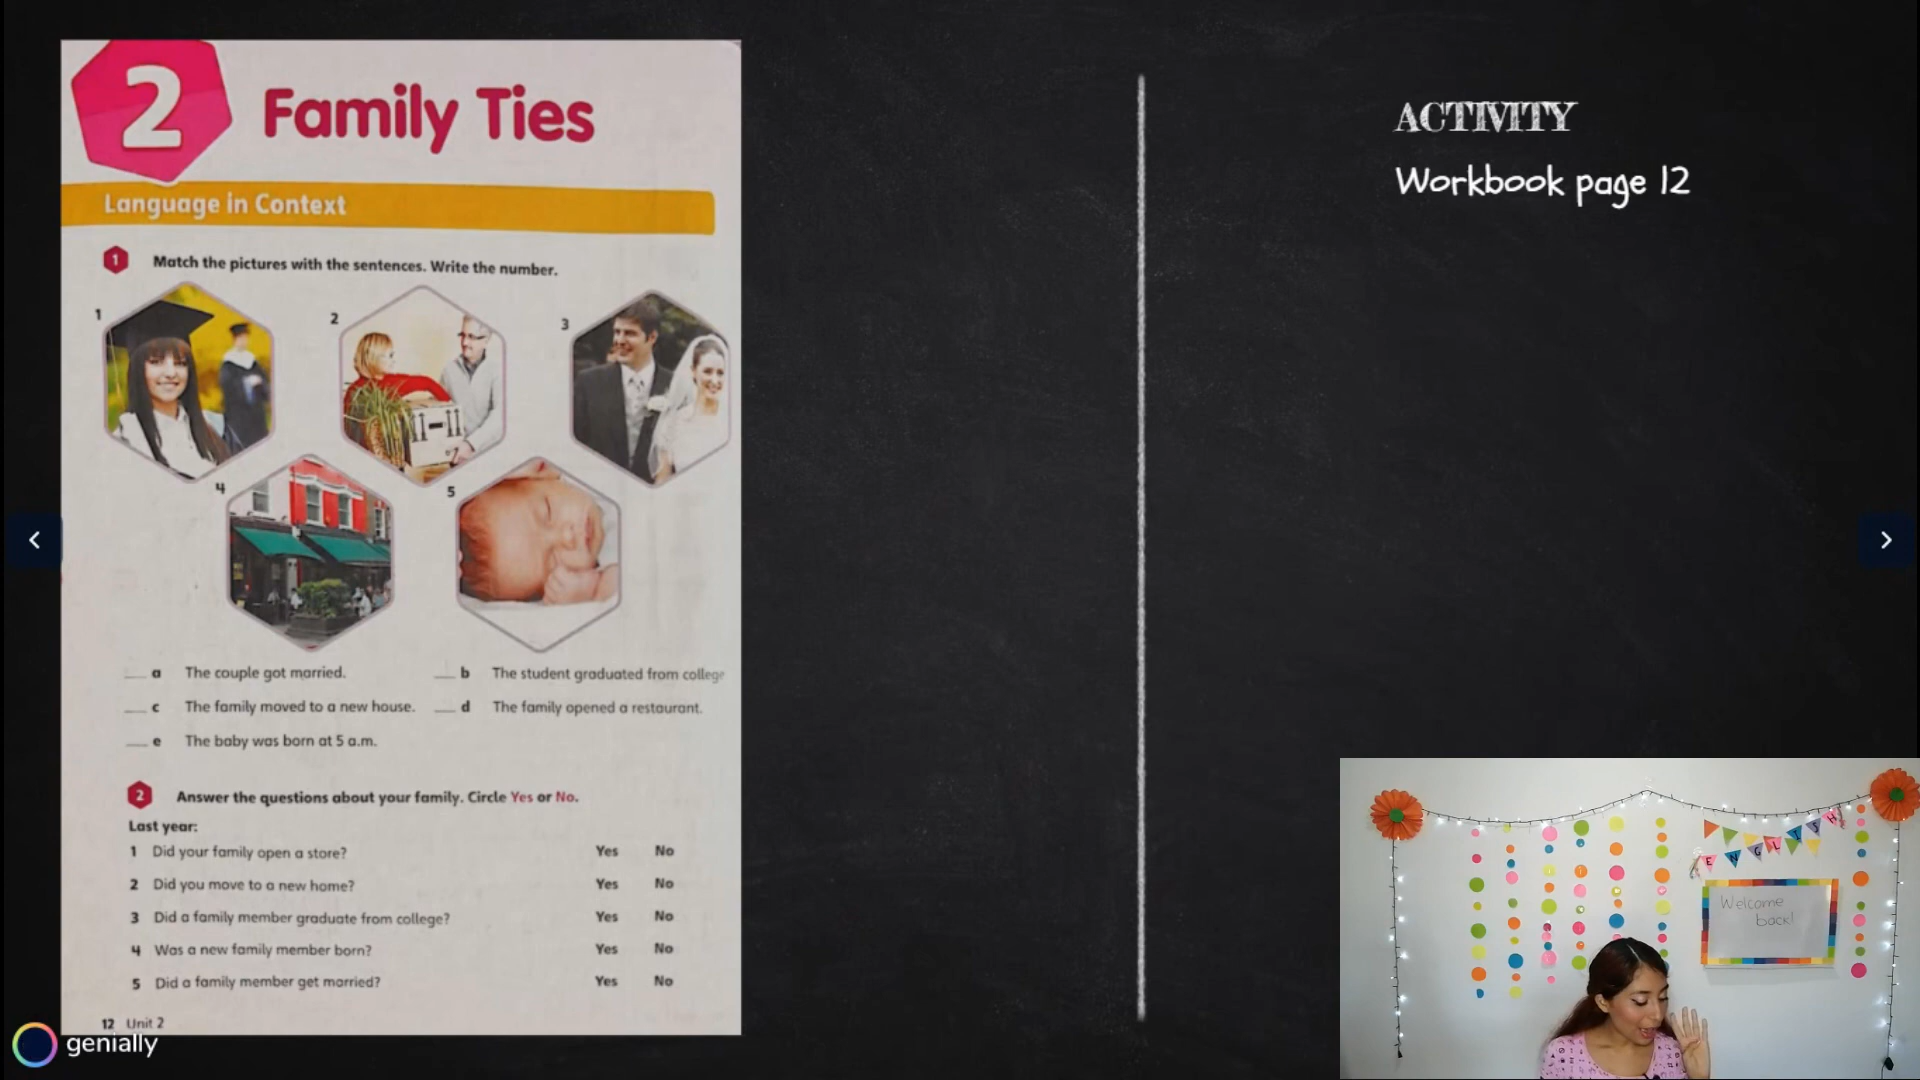 2
Family Ties
Language in Context
1 Match the pictures with the sentences. Write the number.
1
2
3
4
5
a The couple got married.
b The student graduated from college
c The family moved to a new house.
d The family opened a restaurant.
e The baby was born at 5 a.m.
2 Answer the questions about your family. Circle Yes or No.
Last year:
1 Did your family open a store? Yes No
2 Did you move to a new home? Yes No
3 Did a family member graduate from college? Yes No
4 Was a new family member born? Yes No
5 Did a family member get married? Yes No
12 Unit 2
genially
ACTIVITY
Workbook page 12
ENGLISH
Welcome
back!